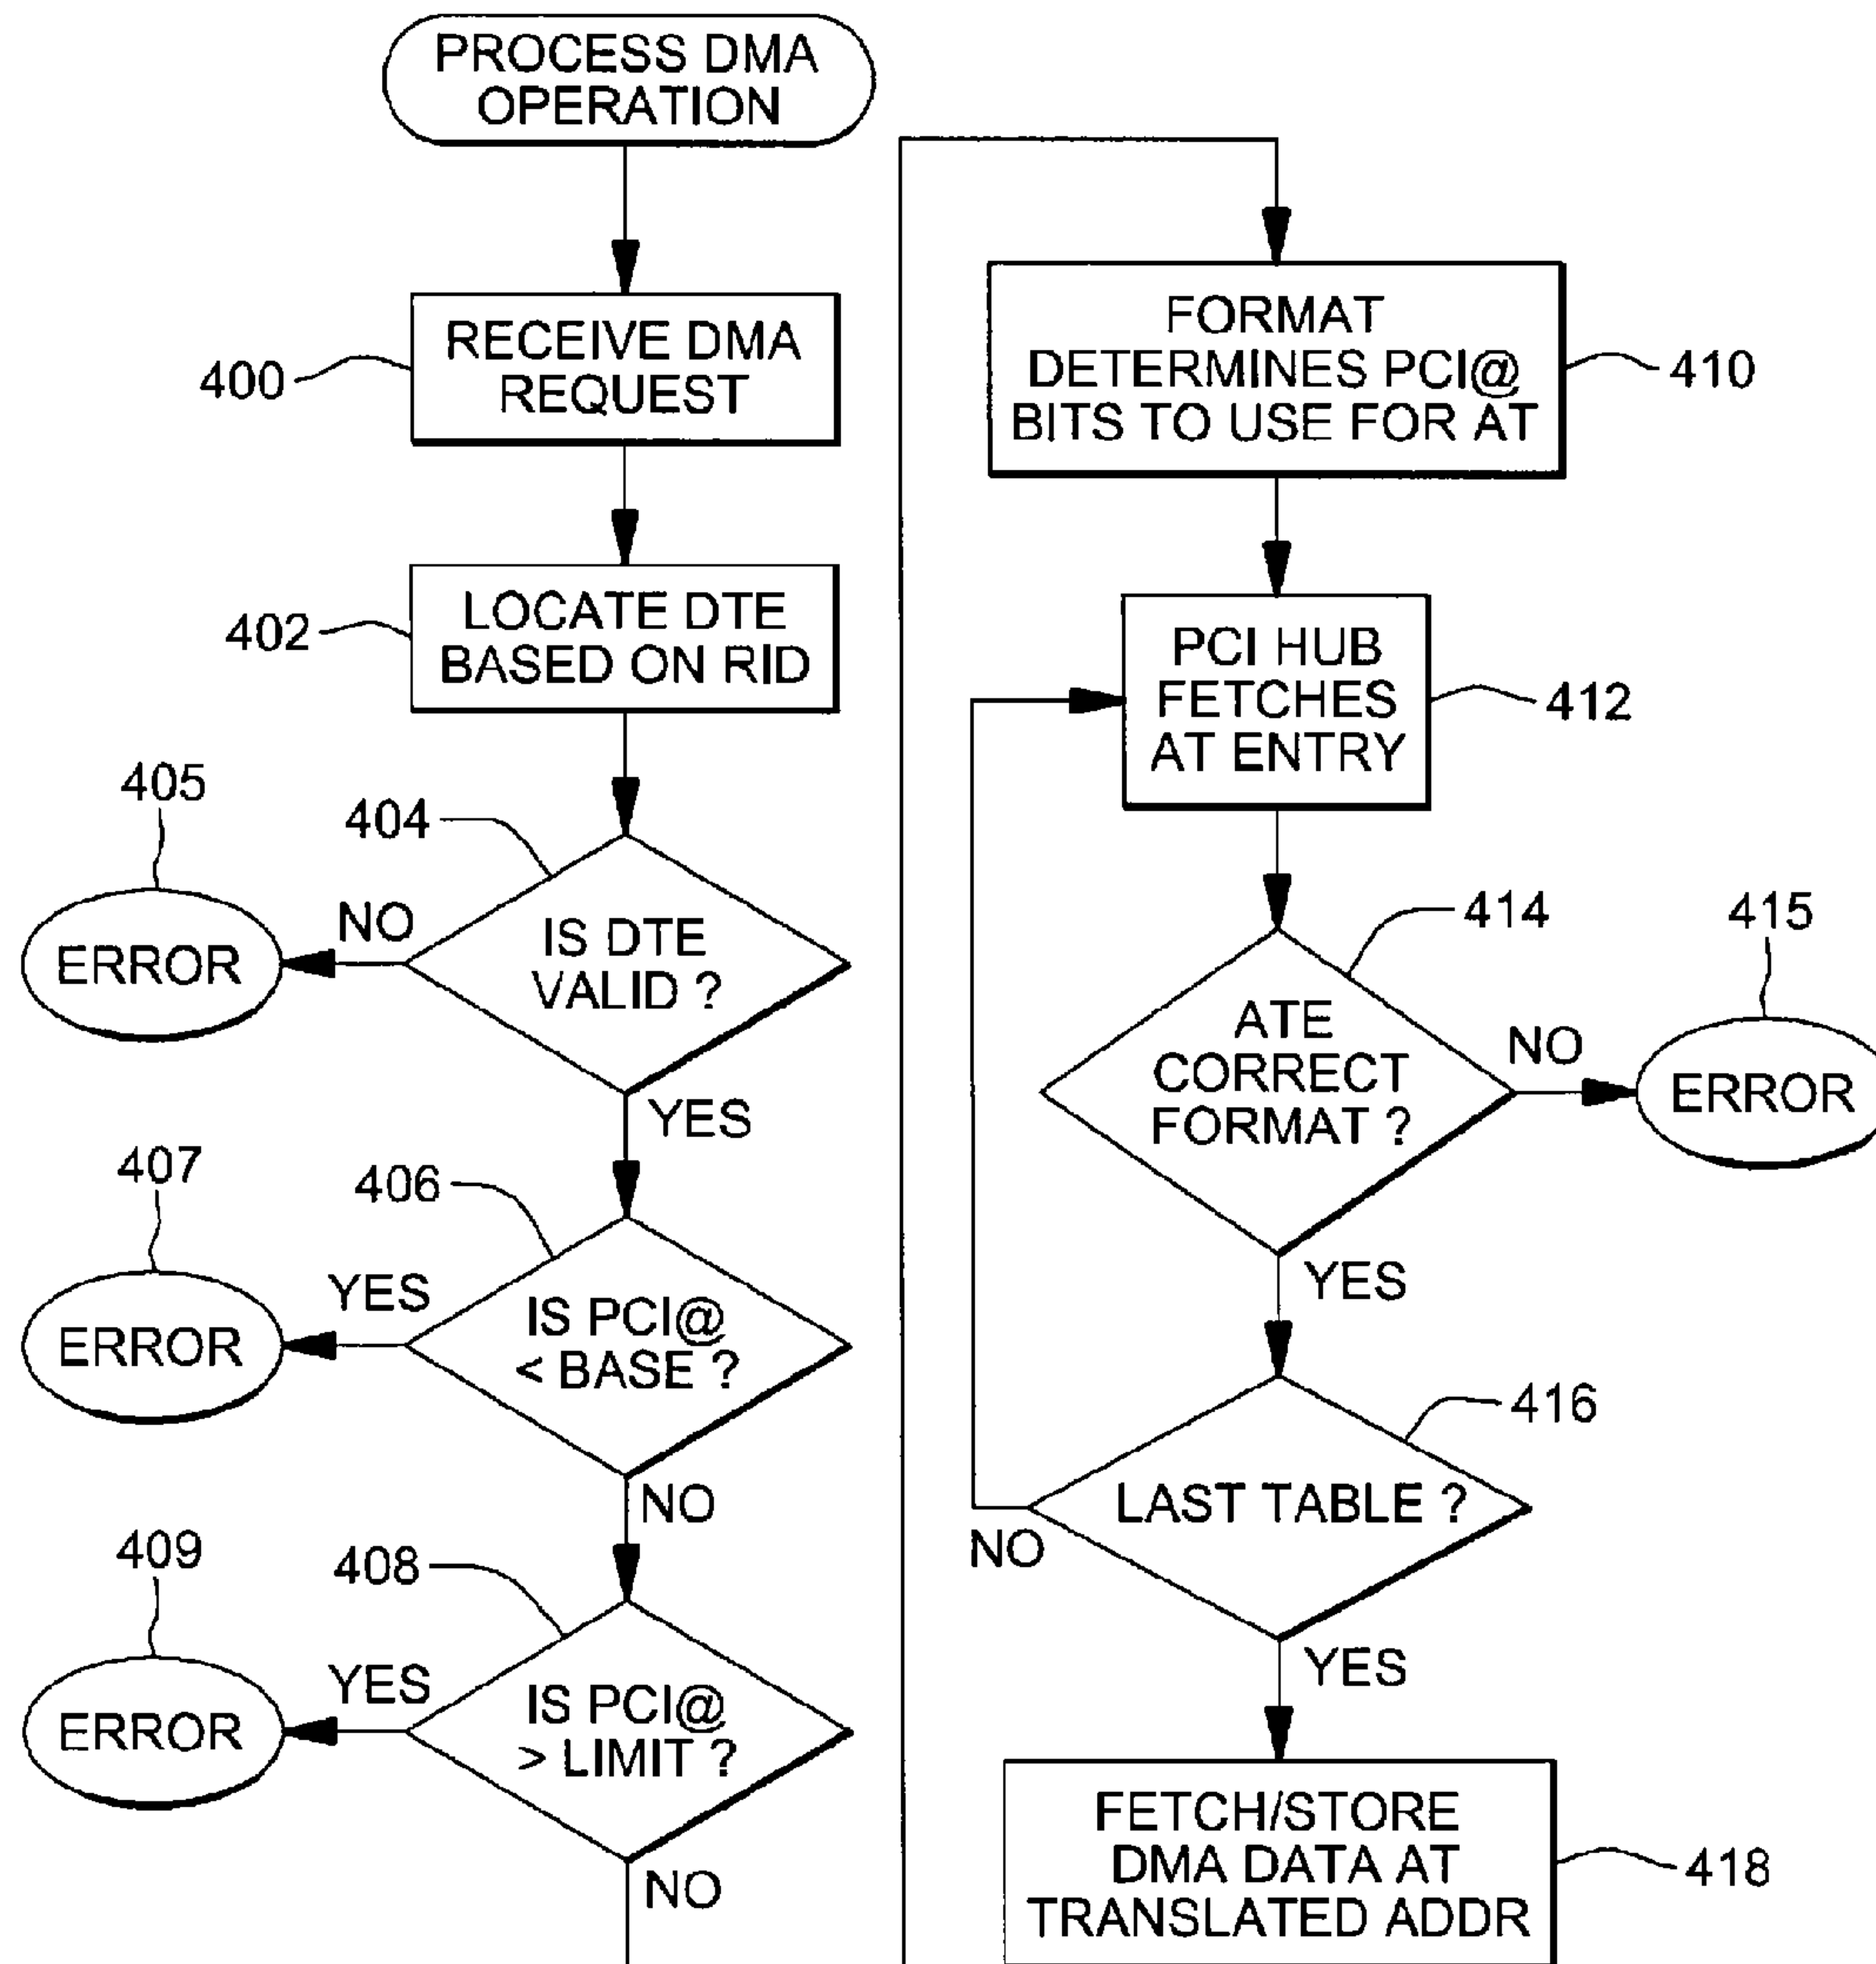 PROCESS DMA
OPERATION
RECEIVE DMA
REQUEST
400
LOCATE DTE
BASED ON RID
402
405
404
ERROR
NO
IS DTE
VALID ?
YES
407
406
ERROR
YES
IS PCI@
< BASE ?
NO
409
408
ERROR
YES
IS PCI@
> LIMIT ?
NO
FORMAT
DETERMINES PCI@
BITS TO USE FOR AT
410
PCI HUB
FETCHES
AT ENTRY
412
414
415
ATE
CORRECT
FORMAT ?
NO
ERROR
YES
416
LAST TABLE ?
NO
YES
FETCH/STORE
DMA DATA AT
TRANSLATED ADDR
418